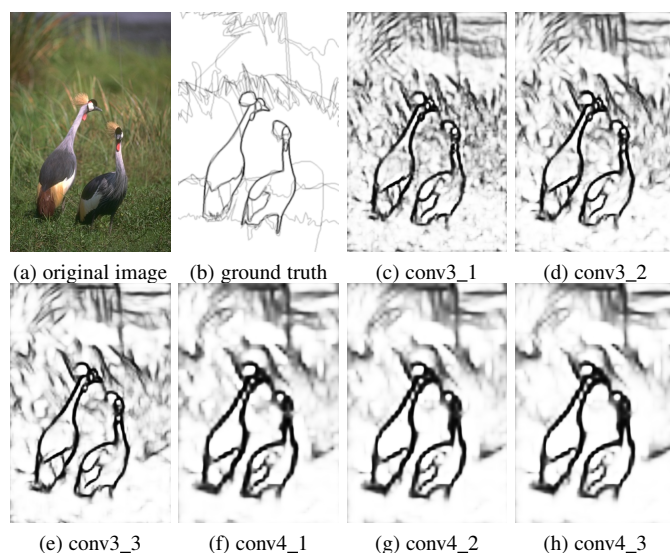 (a) original image (b) ground truth (c) conv3_1 (d) conv3_2
(e) conv3_3 (f) conv4_1 (g) conv4_2 (h) conv4_3